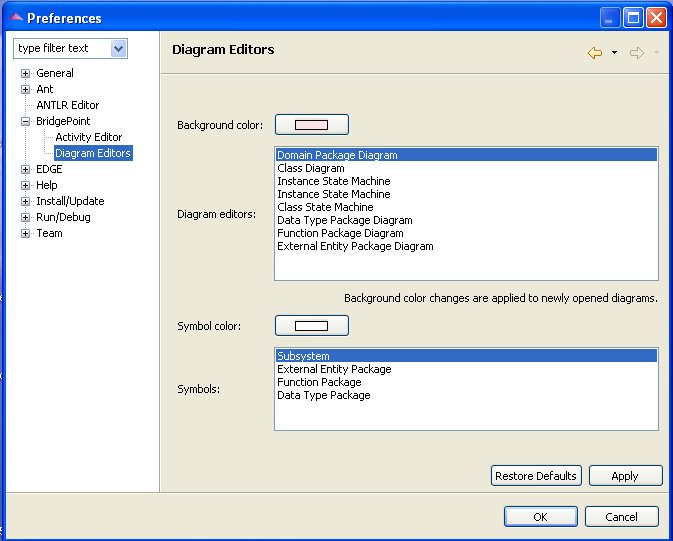 Preferences
type filter text
General
Ant
ANTLR Editor
BridgePoint
Activity Editor
Diagram Editors
EDGE
Help
Install/Update
Run/Debug
Team
Diagram Editors
Background color:
Diagram editors:
Domain Package Diagram
Class Diagram
Instance State Machine
Instance State Machine
Class State Machine
Data Type Package Diagram
Function Package Diagram
External Entity Package Diagram
Background color changes are applied to newly opened diagrams.
Symbol color:
Symbols:
Subsystem
External Entity Package
Function Package
Data Type Package
Restore Defaults Apply
OK Cancel